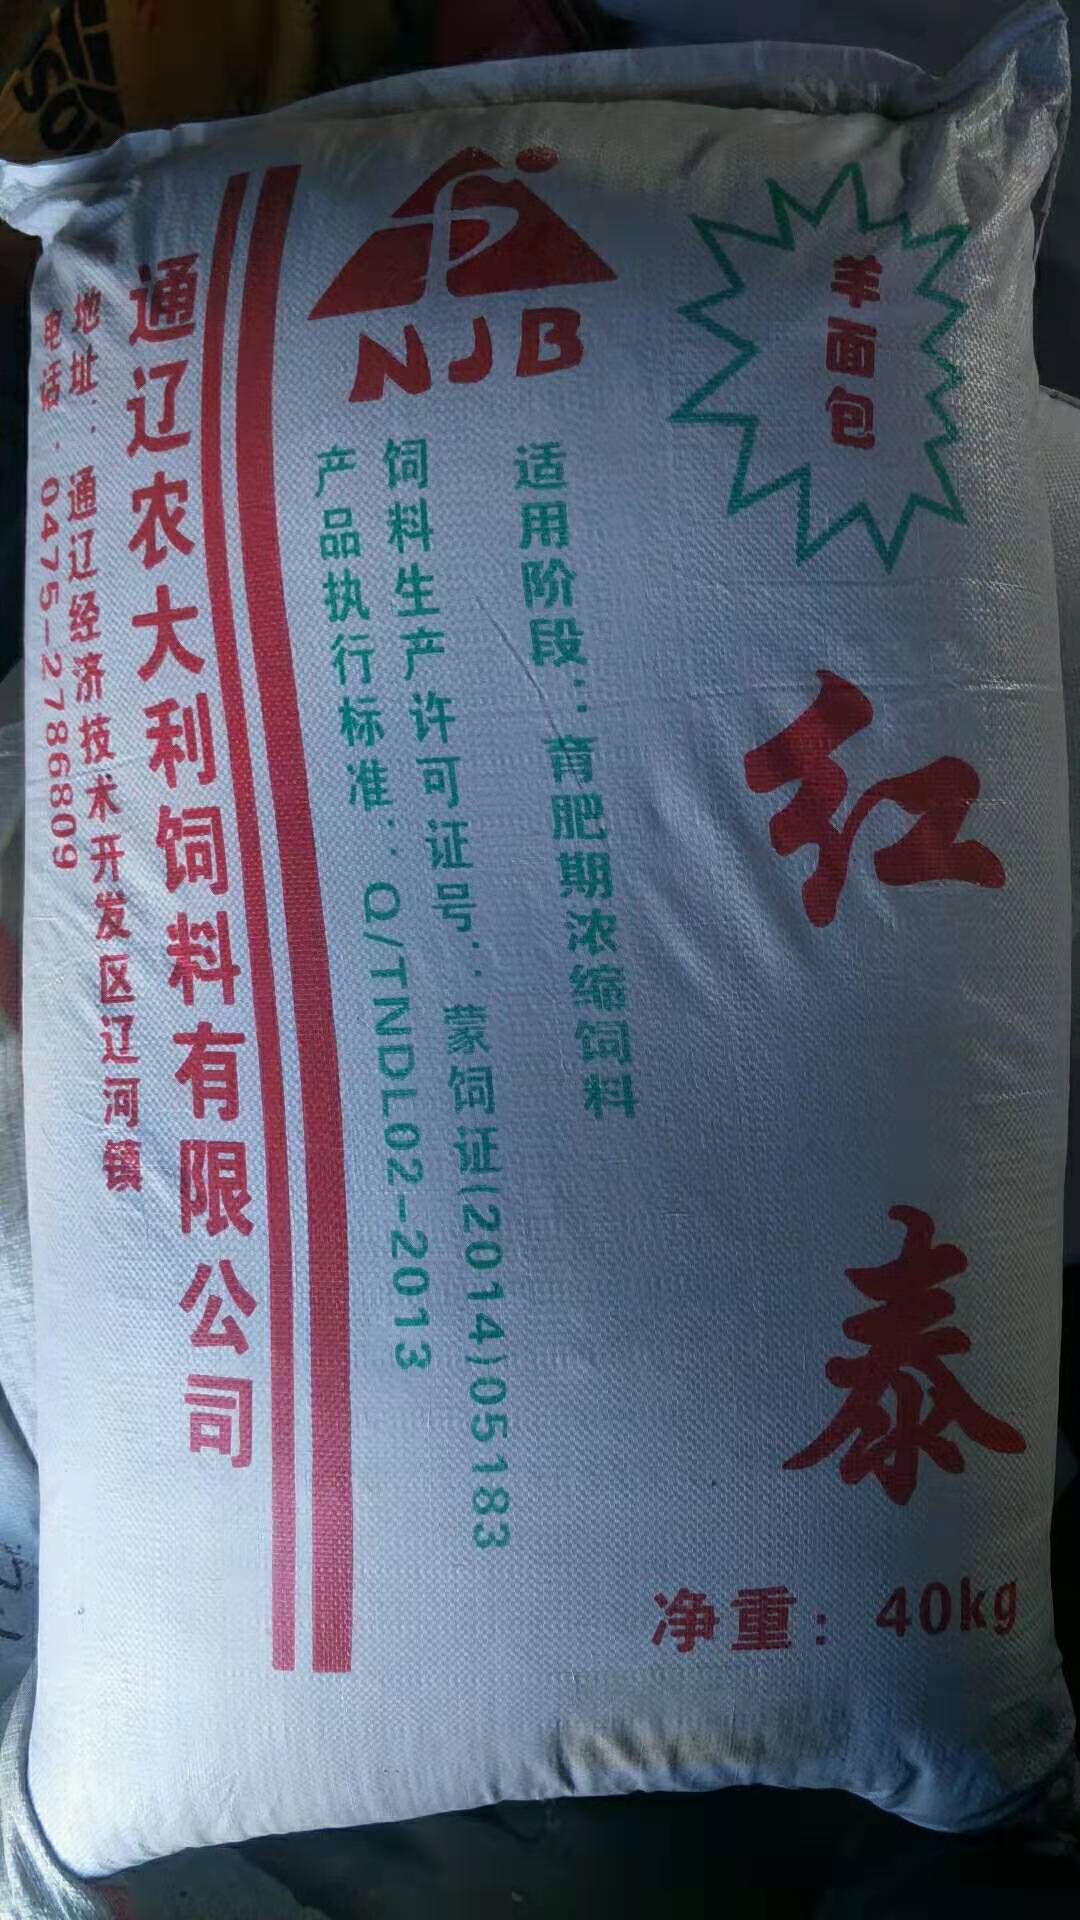 NJB
羊面包
红泰
适用阶段：育肥期浓缩饲料
饲料生产许可证号：蒙饲证(2014)05183
产品执行标准：Q/TNDL02-2013
通辽农大利饲料有限公司
地址：通辽经济技术开发区辽河镇
电话：0475-2786809
净重：40kg